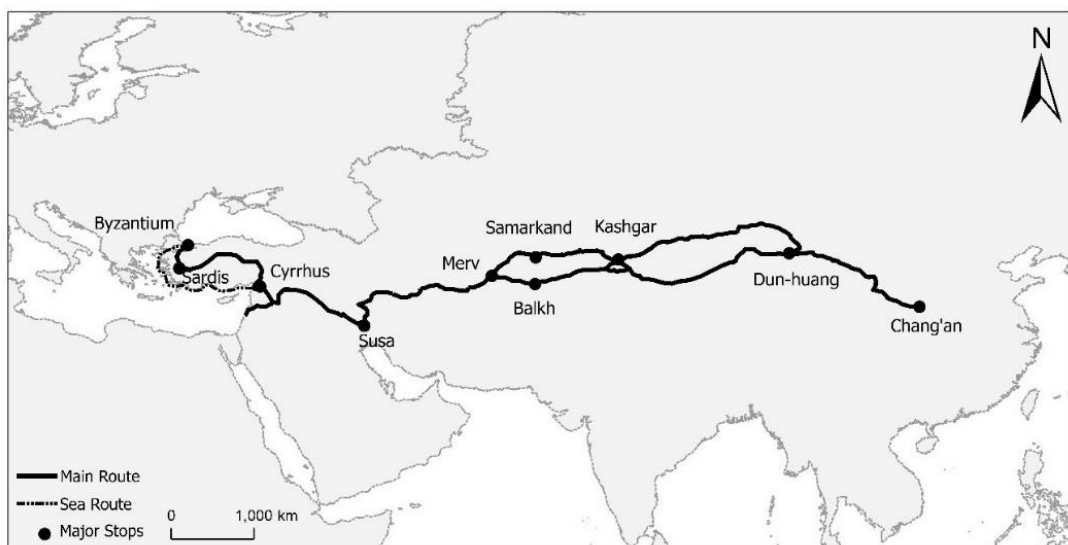 N
Byzantium
Samarkand
Kashgar
Sardis
Cyrrhus
Merv
Dun-huang
Balkh
Chang'an
Susa
Main Route
Sea Route
0 1,000 km
Major Stops